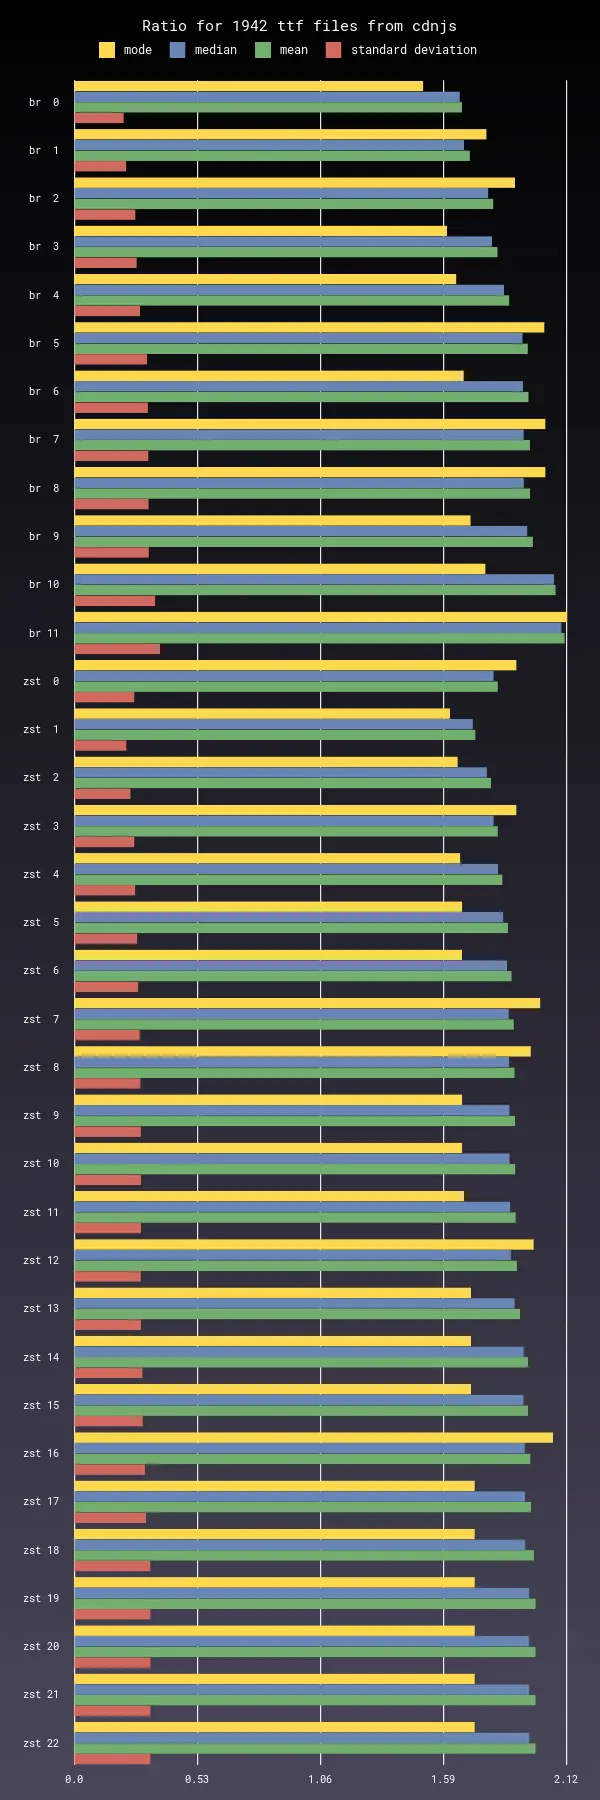 Ratio for 1942 ttf files from cdnjs
mode median mean standard deviation
br 0
br 1
br 2
br 3
br 4
br 5
br 6
br 7
br 8
br 9
br 10
br 11
zst 0
zst 1
zst 2
zst 3
zst 4
zst 5
zst 6
zst 7
zst 8
zst 9
zst 10
zst 11
zst 12
zst 13
zst 14
zst 15
zst 16
zst 17
zst 18
zst 19
zst 20
zst 21
zst 22
0.0 0.53 1.06 1.59 2.12